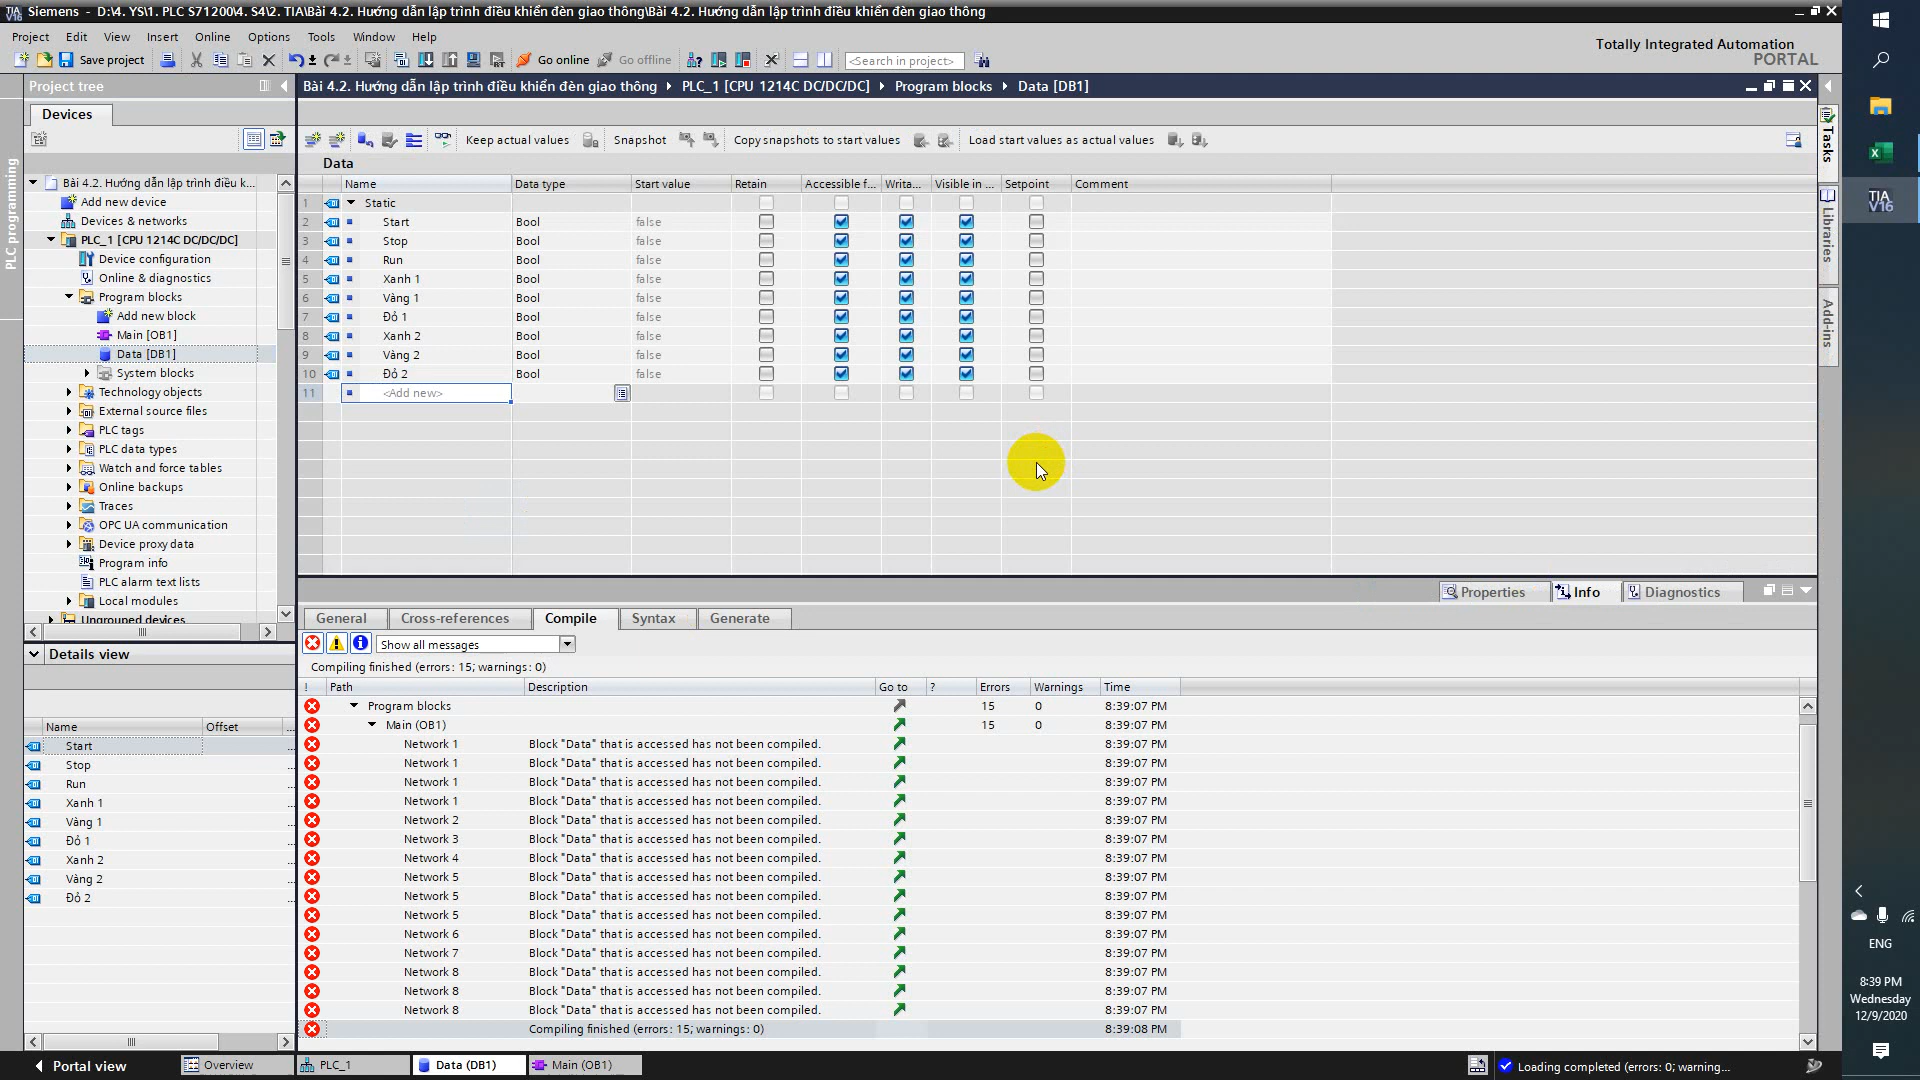 Siemens - D:\4. YS\1. PLC S71200\4. S4\2. TIA\Bài 4.2. Hướng dẫn lập trình điều khiển đèn giao thông\Bài 4.2. Hướng dẫn lập trình điều khiển đèn giao thông
Project Edit View Insert Online Options Tools Window Help
Totally Integrated Automation
PORTAL
Save project Go online Go offline <Search in project>
Project tree
Bài 4.2. Hướng dẫn lập trình điều khiển đèn giao thông PLC_1 [CPU 1214C DC/DC/DC] Program blocks Data [DB1]
Devices
Keep actual values Snapshot Copy snapshots to start values Load start values as actual values
Data
PLC programming
Bài 4.2. Hướng dẫn lập trình điều k...
Add new device
Devices & networks
PLC_1 [CPU 1214C DC/DC/DC]
Device configuration
Online & diagnostics
Program blocks
Add new block
Main [OB1]
Data [DB1]
System blocks
Technology objects
External source files
PLC tags
PLC data types
Watch and force tables
Online backups
Traces
OPC UA communication
Device proxy data
Program info
PLC alarm text lists
Local modules
Ungrouped devices
Name Data type Start value Retain Accessible f... Writa... Visible in ... Setpoint Comment
1 Static
2 Start Bool false
3 Stop Bool false
4 Run Bool false
5 Xanh 1 Bool false
6 Vàng 1 Bool false
7 Đỏ 1 Bool false
8 Xanh 2 Bool false
9 Vàng 2 Bool false
10 Đỏ 2 Bool false
11 <Add new>
Tasks
Libraries
Add-ins
Properties Info Diagnostics
General Cross-references Compile Syntax Generate
Show all messages
Compiling finished (errors: 15; warnings: 0)
! Path Description Go to ? Errors Warnings Time
Program blocks 15 0 8:39:07 PM
Main (OB1) 15 0 8:39:07 PM
Network 1 Block "Data" that is accessed has not been compiled. 8:39:07 PM
Network 1 Block "Data" that is accessed has not been compiled. 8:39:07 PM
Network 1 Block "Data" that is accessed has not been compiled. 8:39:07 PM
Network 1 Block "Data" that is accessed has not been compiled. 8:39:07 PM
Network 2 Block "Data" that is accessed has not been compiled. 8:39:07 PM
Network 3 Block "Data" that is accessed has not been compiled. 8:39:07 PM
Network 4 Block "Data" that is accessed has not been compiled. 8:39:07 PM
Network 5 Block "Data" that is accessed has not been compiled. 8:39:07 PM
Network 5 Block "Data" that is accessed has not been compiled. 8:39:07 PM
Network 5 Block "Data" that is accessed has not been compiled. 8:39:07 PM
Network 6 Block "Data" that is accessed has not been compiled. 8:39:07 PM
Network 7 Block "Data" that is accessed has not been compiled. 8:39:07 PM
Network 8 Block "Data" that is accessed has not been compiled. 8:39:07 PM
Network 8 Block "Data" that is accessed has not been compiled. 8:39:07 PM
Network 8 Block "Data" that is accessed has not been compiled. 8:39:07 PM
Compiling finished (errors: 15; warnings: 0) 8:39:08 PM
Details view
Name Offset ...
Start
Stop ...
Run ...
Xanh 1 ...
Vàng 1 ...
Đỏ 1 ...
Xanh 2 ...
Vàng 2 ...
Đỏ 2 ...
Portal view Overview PLC_1 Data (DB1) Main (OB1) Loading completed (errors: 0; warning...
TIA
V16
ENG
8:39 PM
Wednesday
12/9/2020